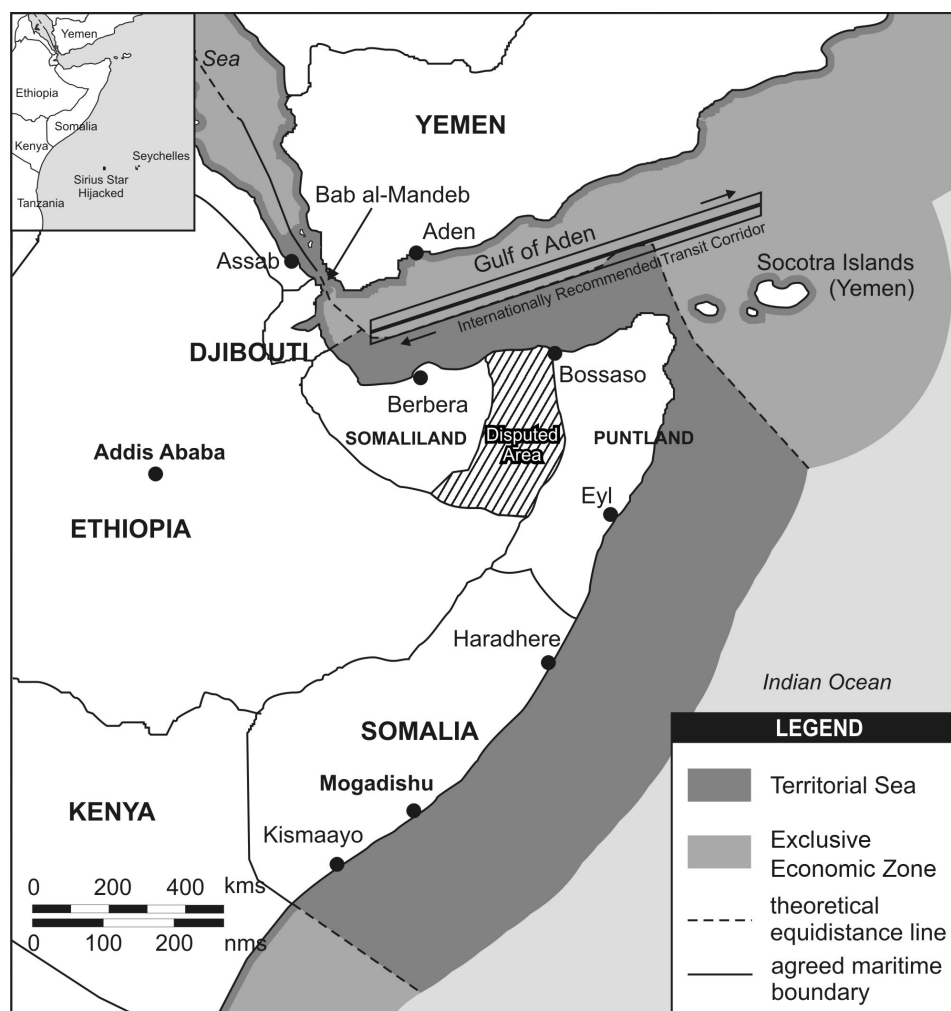 Yemen
Ethiopia
Somalia
Kenya
Seychelles
Sirius Star
Hijacked
Tanzania
Sea
YEMEN
Bab al-Mandeb
Aden
Assab
Gulf of Aden
Internationally Recommended Transit Corridor
Socotra Islands
(Yemen)
DJIBOUTI
Bossaso
Berbera
SOMALILAND
Disputed
Area
PUNTLAND
Addis Ababa
Eyl
ETHIOPIA
Haradhere
Indian Ocean
SOMALIA
Mogadishu
KENYA
Kismaayo
0 200 400 kms
0 100 200 nms
LEGEND
Territorial Sea
Exclusive
Economic Zone
theoretical
equidistance line
agreed maritime
boundary